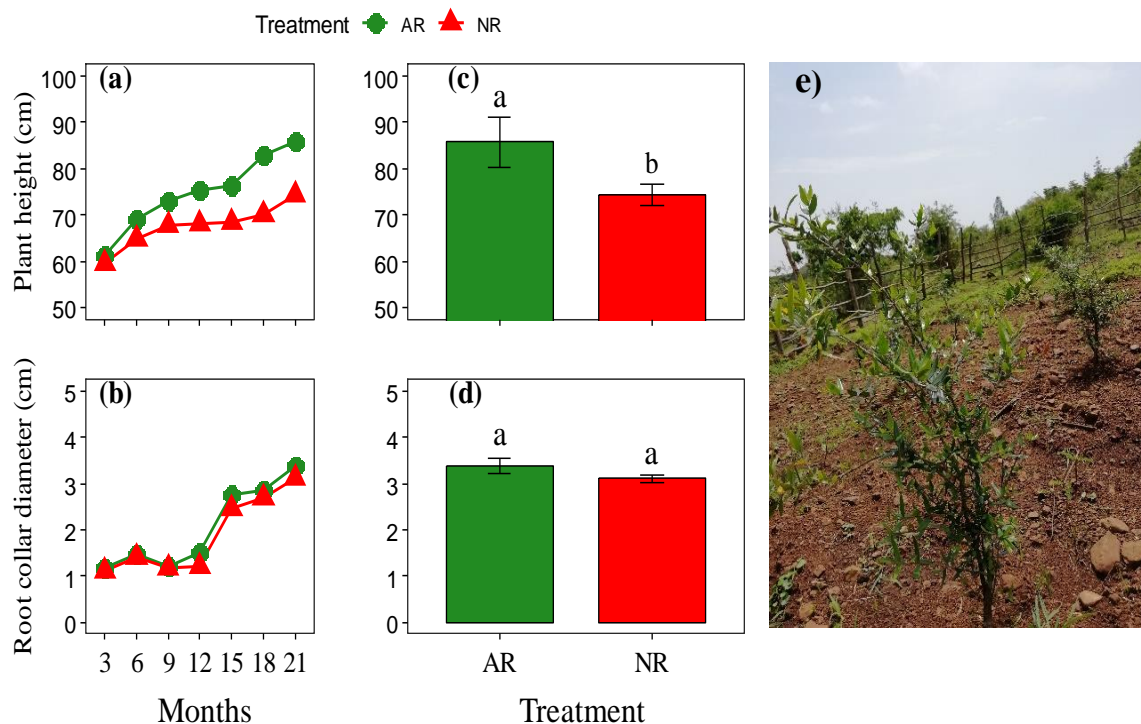 Treatment AR NR
Plant height (cm)
100
90
80
70
60
50
(a)
100
90
80
70
60
50
(c)
a
b
e)
Root collar diameter (cm)
5
4
3
2
1
0
(b)
3 6 9 12 15 18 21
Months
5
4
3
2
1
0
(d)
a
a
AR NR
Treatment